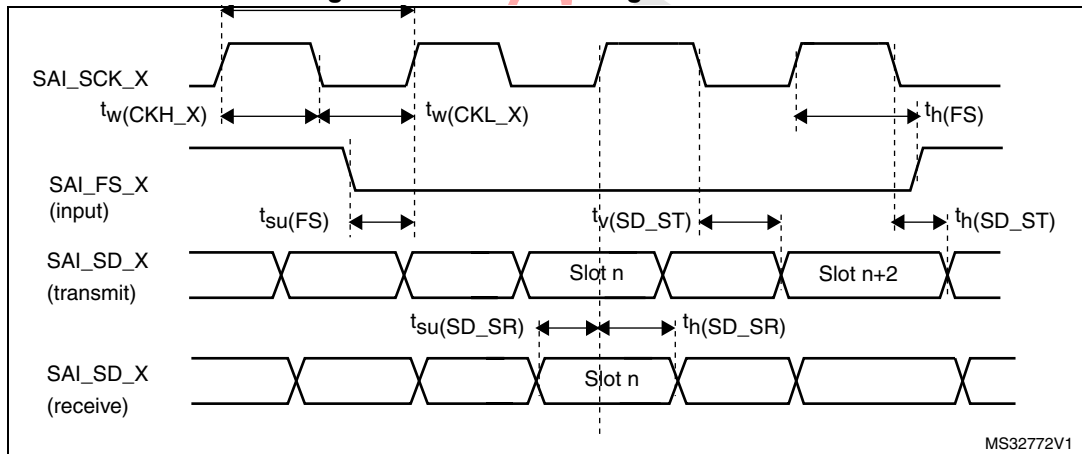 SAI_SCK_X
tw(CKH_X)
tw(CKL_X)
th(FS)
SAI_FS_X
(input)
tsu(FS)
tv(SD_ST)
th(SD_ST)
SAI_SD_X
(transmit)
Slot n
Slot n+2
tsu(SD_SR)
th(SD_SR)
SAI_SD_X
(receive)
Slot n
MS32772V1